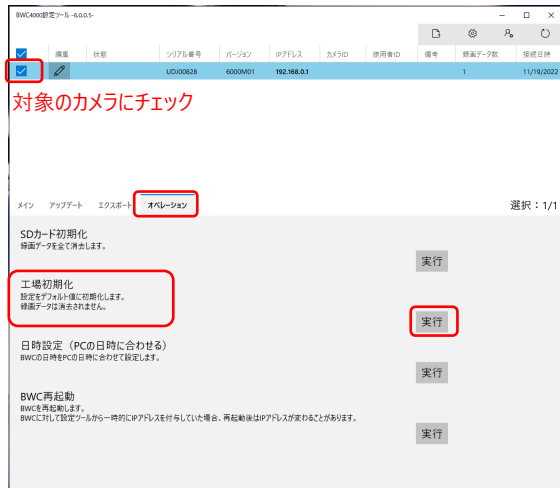 BWC4000設定ツール -6.0.0.5-
編集 状態 シリアル番号 バージョン IPアドレス カメラID 使用者ID 備考 録画データ数 接続日時
UDJ00828 6000M01 192.168.0.1 1 11/19/2022
対象のカメラにチェック
メイン アップデート エクスポート オペレーション 選択：1/1
SDカード初期化
録画データを全て消去します。
実行
工場初期化
設定をデフォルト値に初期化します。
録画データは消去されません。
実行
日時設定（PCの日時に合わせる）
BWCの日時をPCの日時に合わせて設定します。
実行
BWC再起動
BWCを再起動します。
BWCに対して設定ツールから一時的にIPアドレスを付与していた場合、再起動後はIPアドレスが変わることがあります。
実行